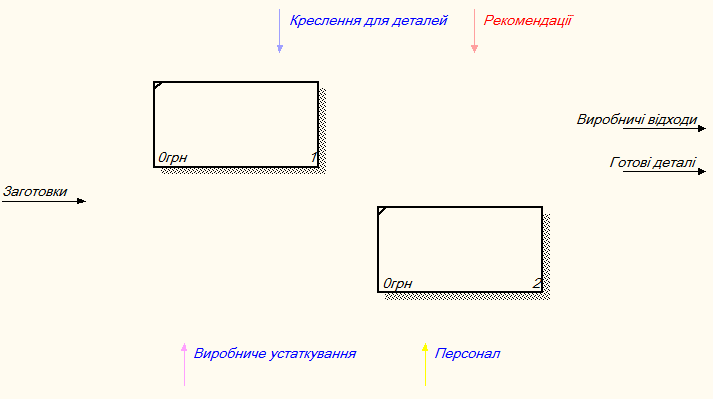 Креслення для деталей
Рекомендації
Виробничі відходи
0грн 1
Готові деталі
Заготовки
0грн 2
Виробниче устаткування
Персонал